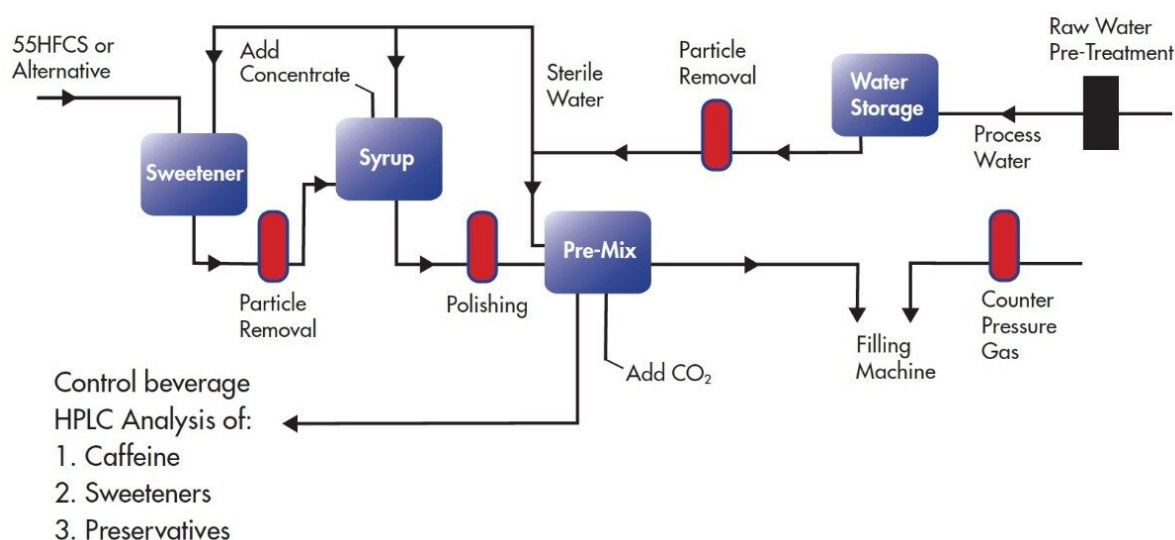 55HFCS or
Alternative
Add
Concentrate
Sterile
Water
Particle
Removal
Water
Storage
Raw Water
Pre-Treatment
Process
Water
Sweetener
Syrup
Pre-Mix
Particle
Removal
Polishing
Add CO₂
Filling
Machine
Counter
Pressure
Gas
Control beverage
HPLC Analysis of:
1. Caffeine
2. Sweeteners
3. Preservatives